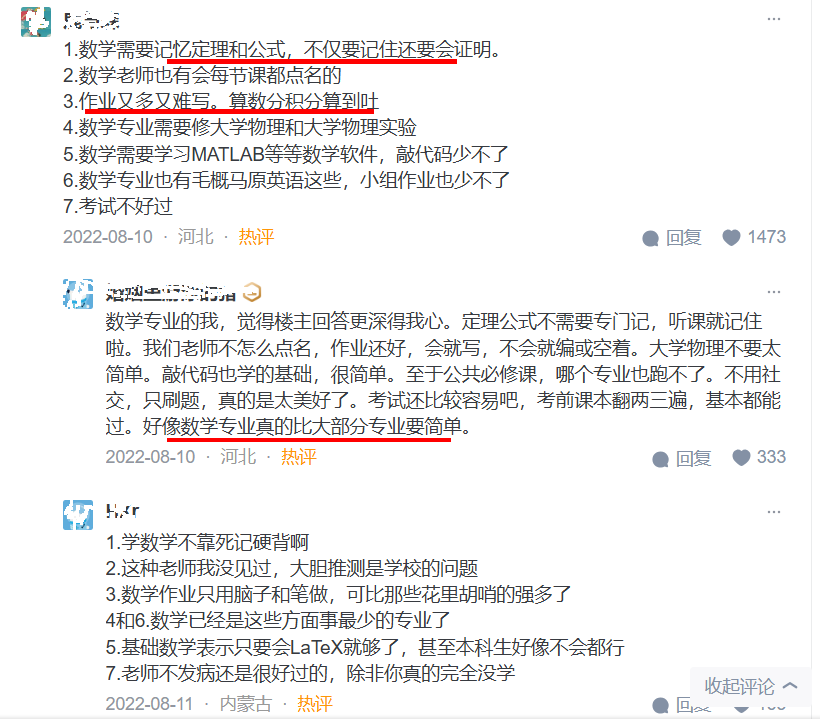 1.数学需要记忆定理和公式，不仅要记住还要会证明。
2.数学老师也有会每节课都点名的
3.作业又多又难写。算数分积分算到吐
4.数学专业需要修大学物理和大学物理实验
5.数学需要学习MATLAB等等数学软件，敲代码少不了
6.数学专业也有毛概马原英语这些，小组作业也少不了
7.考试不好过
2022-08-10 · 河北 · 热评 回复 1473
数学专业的我，觉得楼主回答更深得我心。定理公式不需要专门记，听课就记住
啦。我们老师不怎么点名，作业还好，会就写，不会就编或空着。大学物理不要太
简单。敲代码也学的基础，很简单。至于公共必修课，哪个专业也跑不了。不用社
交，只刷题，真的是太美好了。考试还比较容易吧，考前课本翻两三遍，基本都能
过。好像数学专业真的比大部分专业要简单。
2022-08-10 · 河北 · 热评 回复 333
1.学数学不靠死记硬背啊
2.这种老师我没见过，大胆推测是学校的问题
3.数学作业只用脑子和笔做，可比那些花里胡哨的强多了
4和6.数学已经是这些方面事最少的专业了
5.基础数学表示只要会LaTeX就够了，甚至本科生好像不会都行
7.老师不发病还是很好过的，除非你真的完全没学
收起评论
2022-08-11 · 内蒙古 · 热评 回复